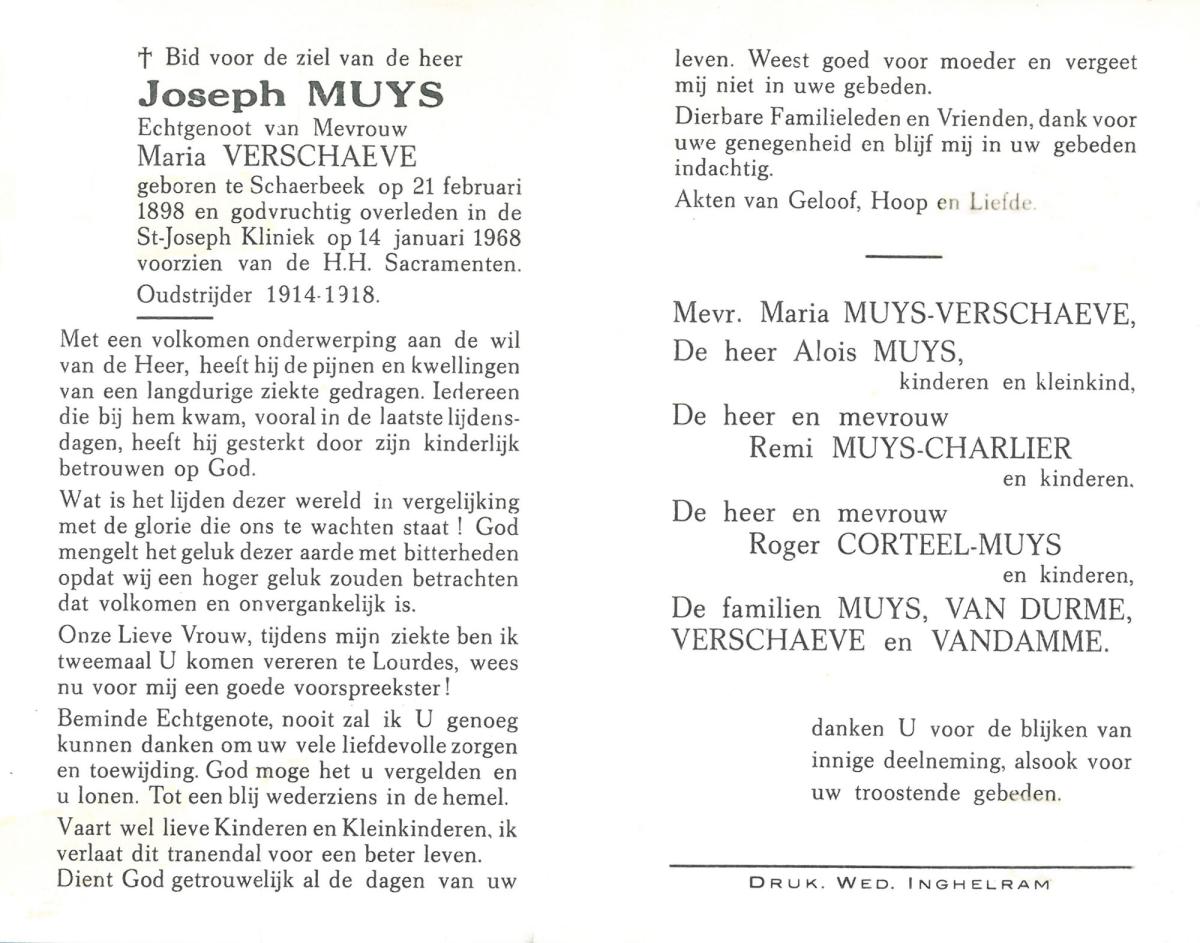 † Bid voor de ziel van de heer
Joseph MUYS
Echtgenoot van Mevrouw
Maria VERSCHAEVE
geboren te Schaerbeek op 21 februari
1898 en godvruchtig overleden in de
St-Joseph Kliniek op 14 januari 1968
voorzien van de H.H. Sacramenten.
Oudstrijder 1914-1918.
Met een volkomen onderwerping aan de wil
van de Heer, heeft hij de pijnen en kwellingen
van een langdurige ziekte gedragen. Iedereen
die bij hem kwam, vooral in de laatste lijdens-
dagen, heeft hij gesterkt door zijn kinderlijk
betrouwen op God.
Wat is het lijden dezer wereld in vergelijking
met de glorie die ons te wachten staat ! God
mengelt het geluk dezer aarde met bitterheden
opdat wij een hoger geluk zouden betrachten
dat volkomen en onvergankelijk is.
Onze Lieve Vrouw, tijdens mijn ziekte ben ik
tweemaal U komen vereren te Lourdes, wees
nu voor mij een goede voorspreekster !
Beminde Echtgenote, nooit zal ik U genoeg
kunnen danken om uw vele liefdevolle zorgen
en toewijding. God moge het u vergelden en
u lonen. Tot een blij wederziens in de hemel.
Vaart wel lieve Kinderen en Kleinkinderen, ik
verlaat dit tranendal voor een beter leven.
Dient God getrouwelijk al de dagen van uw
leven. Weest goed voor moeder en vergeet
mij niet in uwe gebeden.
Dierbare Familieleden en Vrienden, dank voor
uwe genegenheid en blijf mij in uw gebeden
indachtig.
Akten van Geloof, Hoop en Liefde.
Mevr. Maria MUYS-VERSCHAEVE,
De heer Alois MUYS,
kinderen en kleinkind,
De heer en mevrouw
Remi MUYS-CHARLIER
en kinderen.
De heer en mevrouw
Roger CORTEEL-MUYS
en kinderen,
De familien MUYS, VAN DURME,
VERSCHAEVE en VANDAMME.
danken U voor de blijken van
innige deelneming, alsook voor
uw troostende gebeden.
DRUK. WED. INGHELRAM